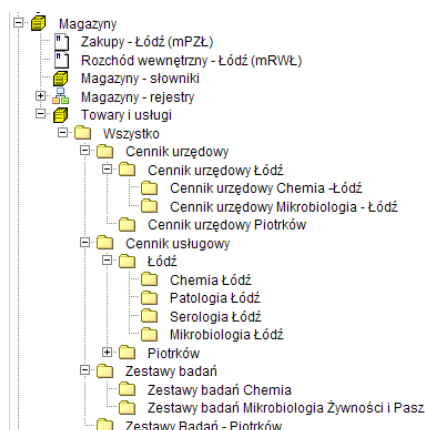 Magazyny
Zakupy - Łódź (mPZŁ)
Rozchód wewnętrzny - Łódź (mRWŁ)
Magazyny - słowniki
Magazyny - rejestry
Towary i usługi
Wszystko
Cennik urzędowy
Cennik urzędowy Łódź
Cennik urzędowy Chemia -Łódź
Cennik urzędowy Mikrobiologia - Łódź
Cennik urzędowy Piotrków
Cennik usługowy
Łódź
Chemia Łódź
Patologia Łódź
Serologia Łódź
Mikrobiologia Łódź
Piotrków
Zestawy badań
Zestawy badań Chemia
Zestawy badań Mikrobiologia Żywności i Pasz
Zestawy Badań - Piotrków